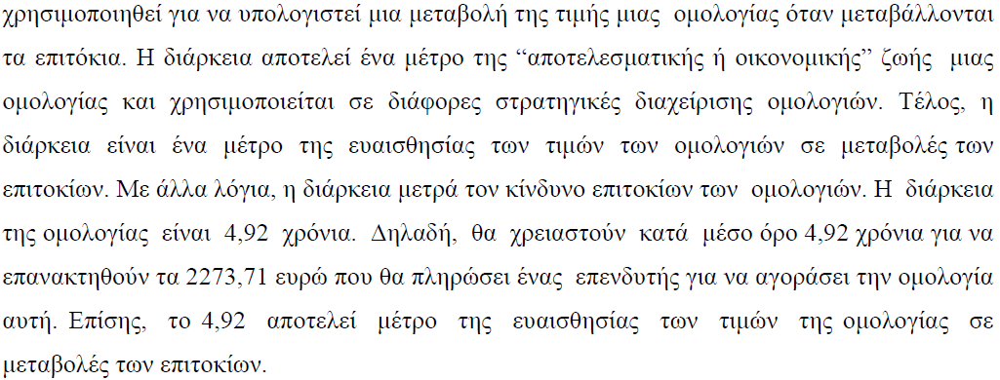 χρησιμοποιηθεί για να υπολογιστεί μια μεταβολή της τιμής μιας ομολογίας όταν μεταβάλλονται
τα επιτόκια. Η διάρκεια αποτελεί ένα μέτρο της “αποτελεσματικής ή οικονομικής” ζωής μιας
ομολογίας και χρησιμοποιείται σε διάφορες στρατηγικές διαχείρισης ομολογιών. Τέλος, η
διάρκεια είναι ένα μέτρο της ευαισθησίας των τιμών των ομολογιών σε μεταβολές των
επιτοκίων. Με άλλα λόγια, η διάρκεια μετρά τον κίνδυνο επιτοκίων των ομολογιών. Η διάρκεια
της ομολογίας είναι 4,92 χρόνια. Δηλαδή, θα χρειαστούν κατά μέσο όρο 4,92 χρόνια για να
επανακτηθούν τα 2273,71 ευρώ που θα πληρώσει ένας επενδυτής για να αγοράσει την ομολογία
αυτή. Επίσης, το 4,92 αποτελεί μέτρο της ευαισθησίας των τιμών της ομολογίας σε
μεταβολές των επιτοκίων.